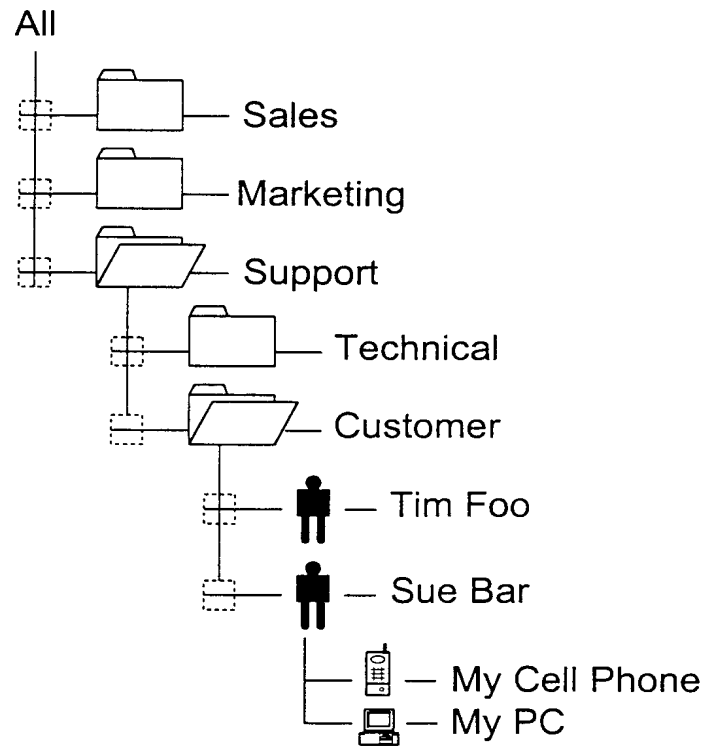 All
Sales
Marketing
Support
Technical
Customer
Tim Foo
Sue Bar
My Cell Phone
My PC